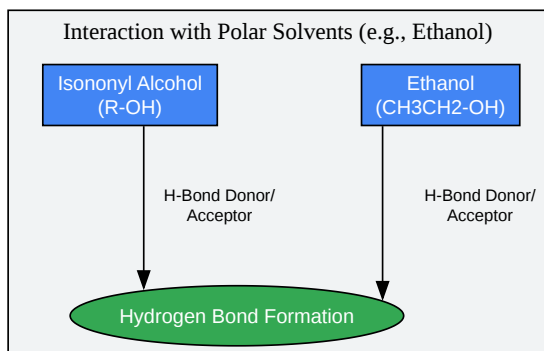 Interaction with Polar Solvents (e.g., Ethanol)
Isononyl Alcohol
(R-OH)
Ethanol
(CH3CH2-OH)
H-Bond Donor/
Acceptor
H-Bond Donor/
Acceptor
Hydrogen Bond Formation